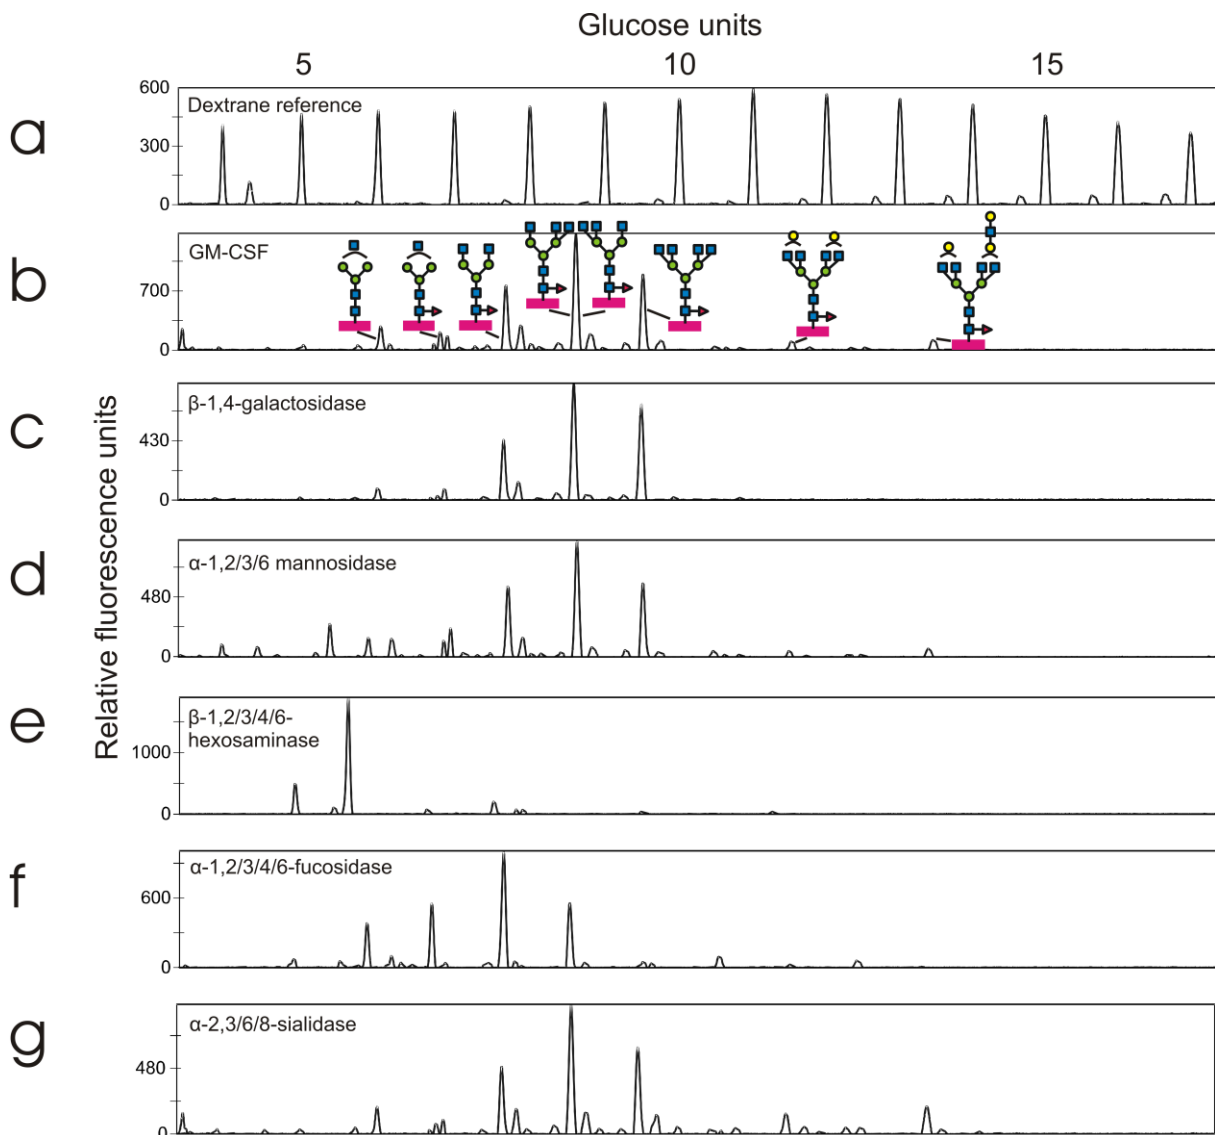 Glucose units
5 10 15
a
600
300
0
Dextrane reference
b
700
0
GM-CSF
c
430
0
β-1,4-galactosidase
d
480
0
α-1,2/3/6 mannosidase
e
1000
0
β-1,2/3/4/6-
hexosaminase
f
600
0
α-1,2/3/4/6-fucosidase
g
480
0
α-2,3/6/8-sialidase
Relative fluorescence units